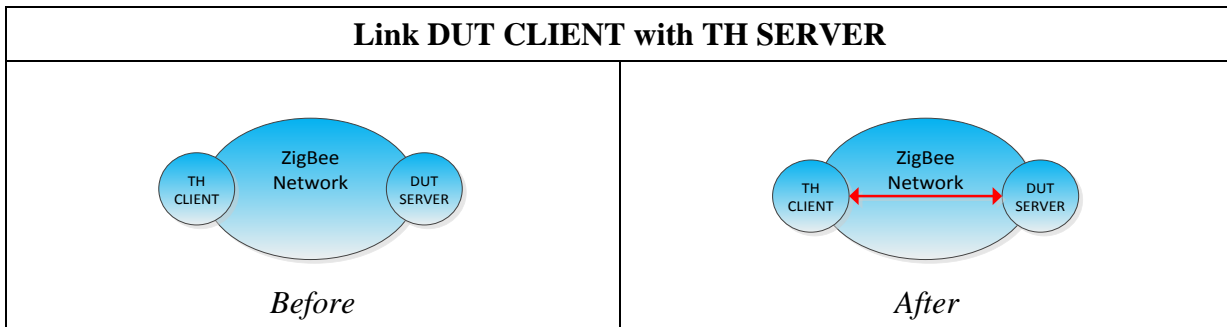 Link DUT CLIENT with TH SERVER
TH
CLIENT
ZigBee
Network
DUT
SERVER
Before
TH
CLIENT
ZigBee
Network
DUT
SERVER
After